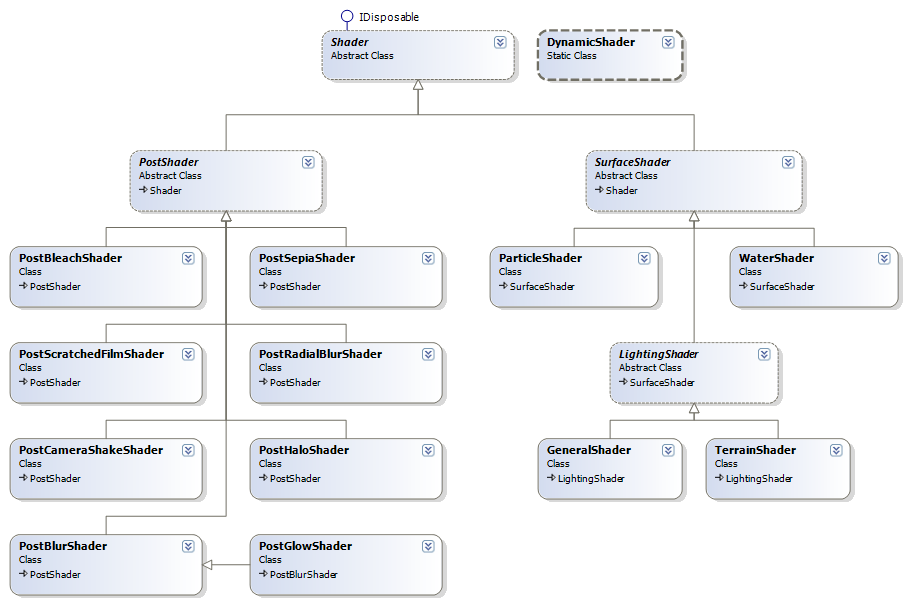 IDisposable
Shader
Abstract Class
DynamicShader
Static Class
PostShader
Abstract Class
Shader
SurfaceShader
Abstract Class
Shader
PostBleachShader
Class
PostShader
PostSepiaShader
Class
PostShader
ParticleShader
Class
SurfaceShader
WaterShader
Class
SurfaceShader
PostScratchedFilmShader
Class
PostShader
PostRadialBlurShader
Class
PostShader
LightingShader
Abstract Class
SurfaceShader
PostCameraShakeShader
Class
PostShader
PostHaloShader
Class
PostShader
GeneralShader
Class
LightingShader
TerrainShader
Class
LightingShader
PostBlurShader
Class
PostShader
PostGlowShader
Class
PostBlurShader